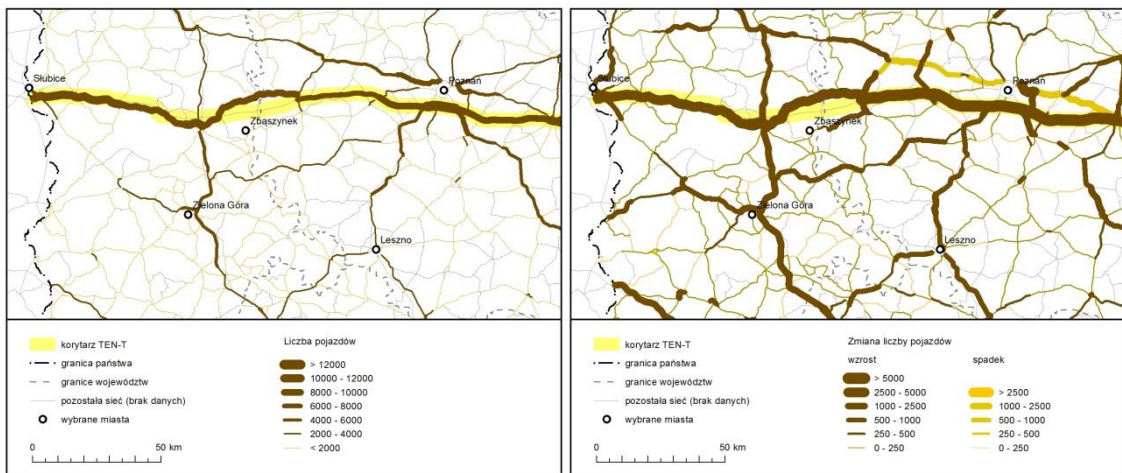 Słubice
Poznań
Zbąszynek
Zielona Góra
Leszno
korytarz TEN-T
granica państwa
granice województw
pozostała sieć (brak danych)
wybrane miasta
0 50 km
Liczba pojazdów
> 12000
10000 - 12000
8000 - 10000
6000 - 8000
4000 - 6000
2000 - 4000
< 2000
Słubice
Poznań
Zbąszynek
Zielona Góra
Leszno
korytarz TEN-T
granica państwa
granice województw
pozostała sieć (brak danych)
wybrane miasta
0 50 km
Zmiana liczby pojazdów
wzrost spadek
> 5000
2500 - 5000 > 2500
1000 - 2500 1000 - 2500
500 - 1000 500 - 1000
250 - 500 250 - 500
0 - 250 0 - 250